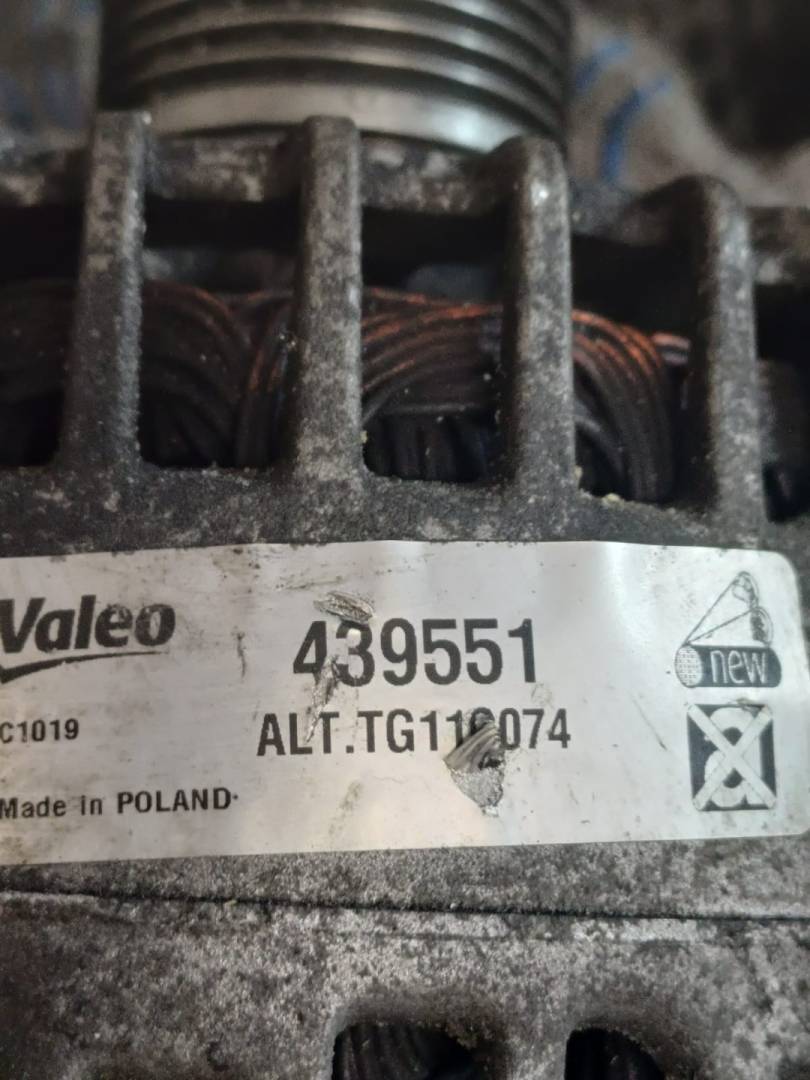 Valeo
439551
new
C1019
Made in POLAND